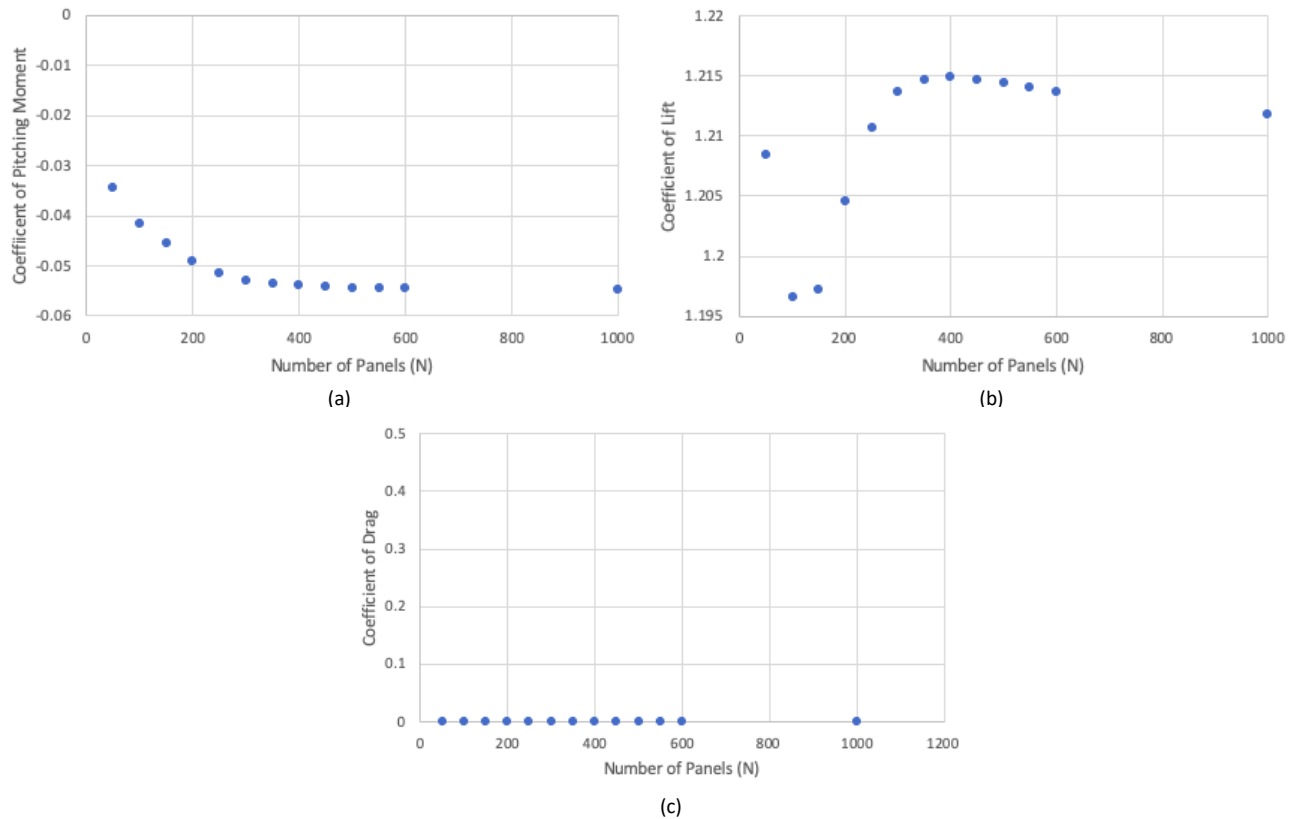 0
-0.01
-0.02
-0.03
-0.04
-0.05
-0.06
Coeffiicent of Pitching Moment
0 200 400 600 800 1000
Number of Panels (N)
(a)
1.22
1.215
1.21
1.205
1.2
1.195
Coefficient of Lift
0 200 400 600 800 1000
Number of Panels (N)
(b)
0.5
0.4
0.3
0.2
0.1
0
Coefficient of Drag
0 200 400 600 800 1000 1200
Number of Panels (N)
(c)